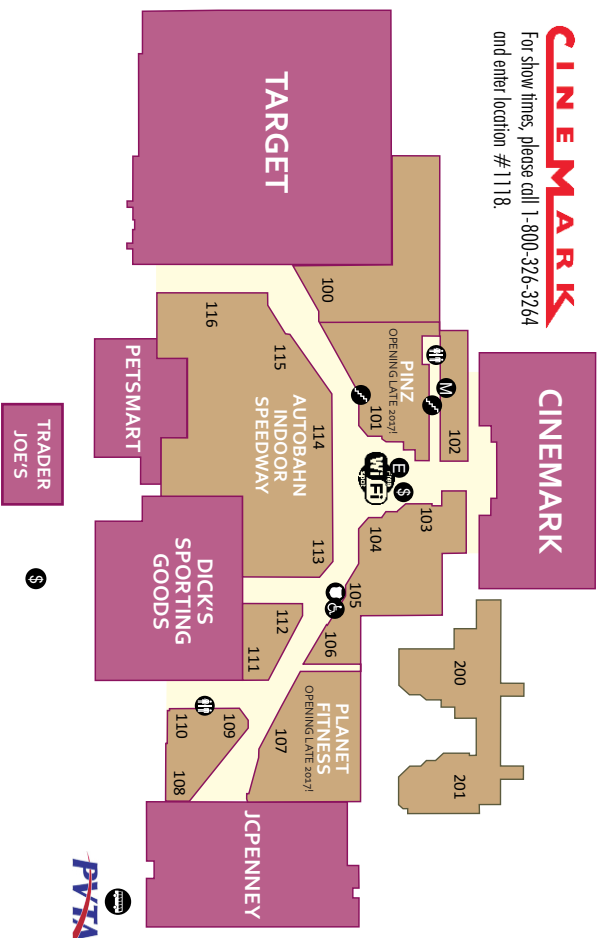 CINEMARK
For show times, please call 1-800-326-3264
and enter location #1118.
CINEMARK
200
201
102
M
103
E
$
Free
WiFi
Spot
PINZ
OPENING LATE 2017!
101
100
104
105
106
PLANET
FITNESS
OPENING LATE 2017!
107
TARGET
116
115
114
AUTOBAHN
INDOOR
SPEEDWAY
113
112
111
109
110
108
JCPENNEY
PETSMART
DICK'S
SPORTING
GOODS
TRADER
JOE'S
$
PVTA